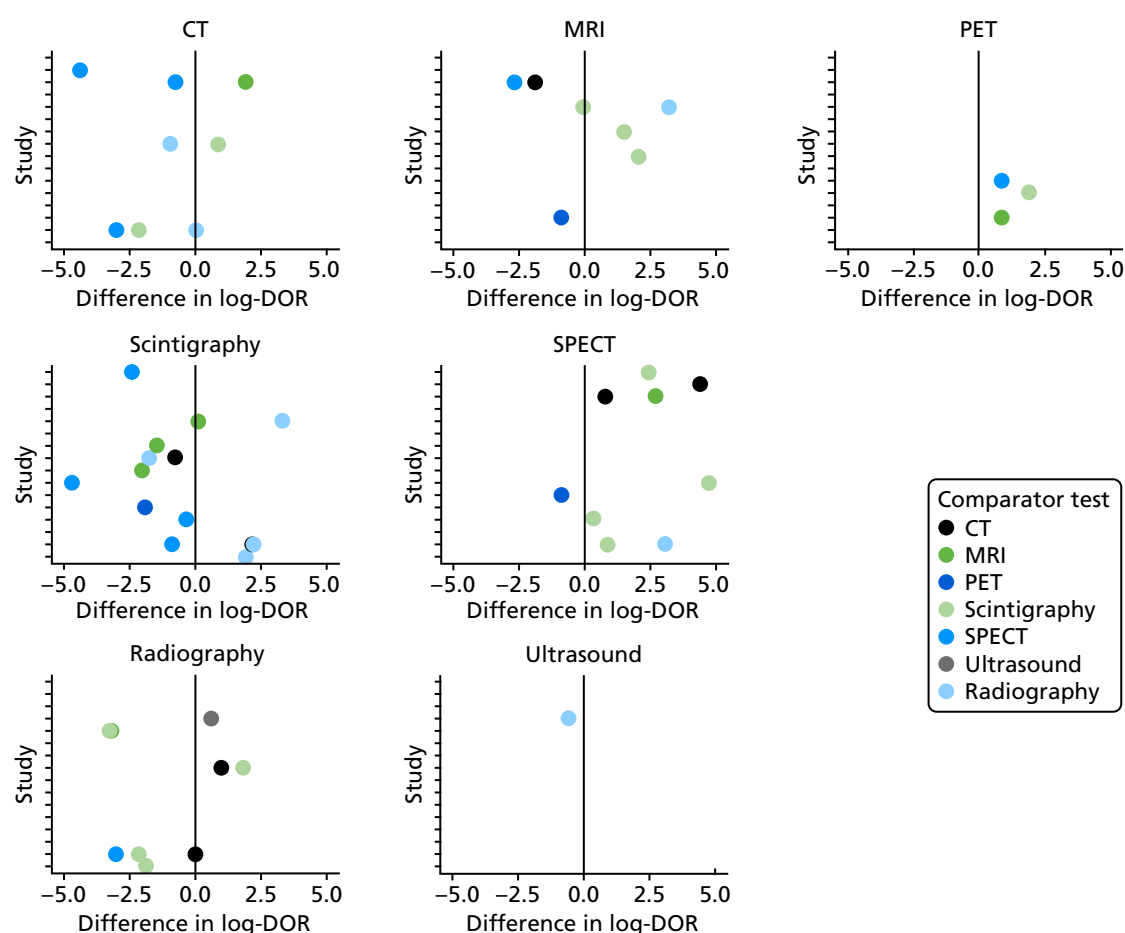 CT
Study
−5.0 −2.5 0.0 2.5 5.0
Difference in log-DOR
MRI
Study
−5.0 −2.5 0.0 2.5 5.0
Difference in log-DOR
PET
Study
−5.0 −2.5 0.0 2.5 5.0
Difference in log-DOR
Scintigraphy
Study
−5.0 −2.5 0.0 2.5 5.0
Difference in log-DOR
SPECT
Study
−5.0 −2.5 0.0 2.5 5.0
Difference in log-DOR
Comparator test
CT
MRI
PET
Scintigraphy
SPECT
Ultrasound
Radiography
Radiography
Study
−5.0 −2.5 0.0 2.5 5.0
Difference in log-DOR
Ultrasound
Study
−5.0 −2.5 0.0 2.5 5.0
Difference in log-DOR